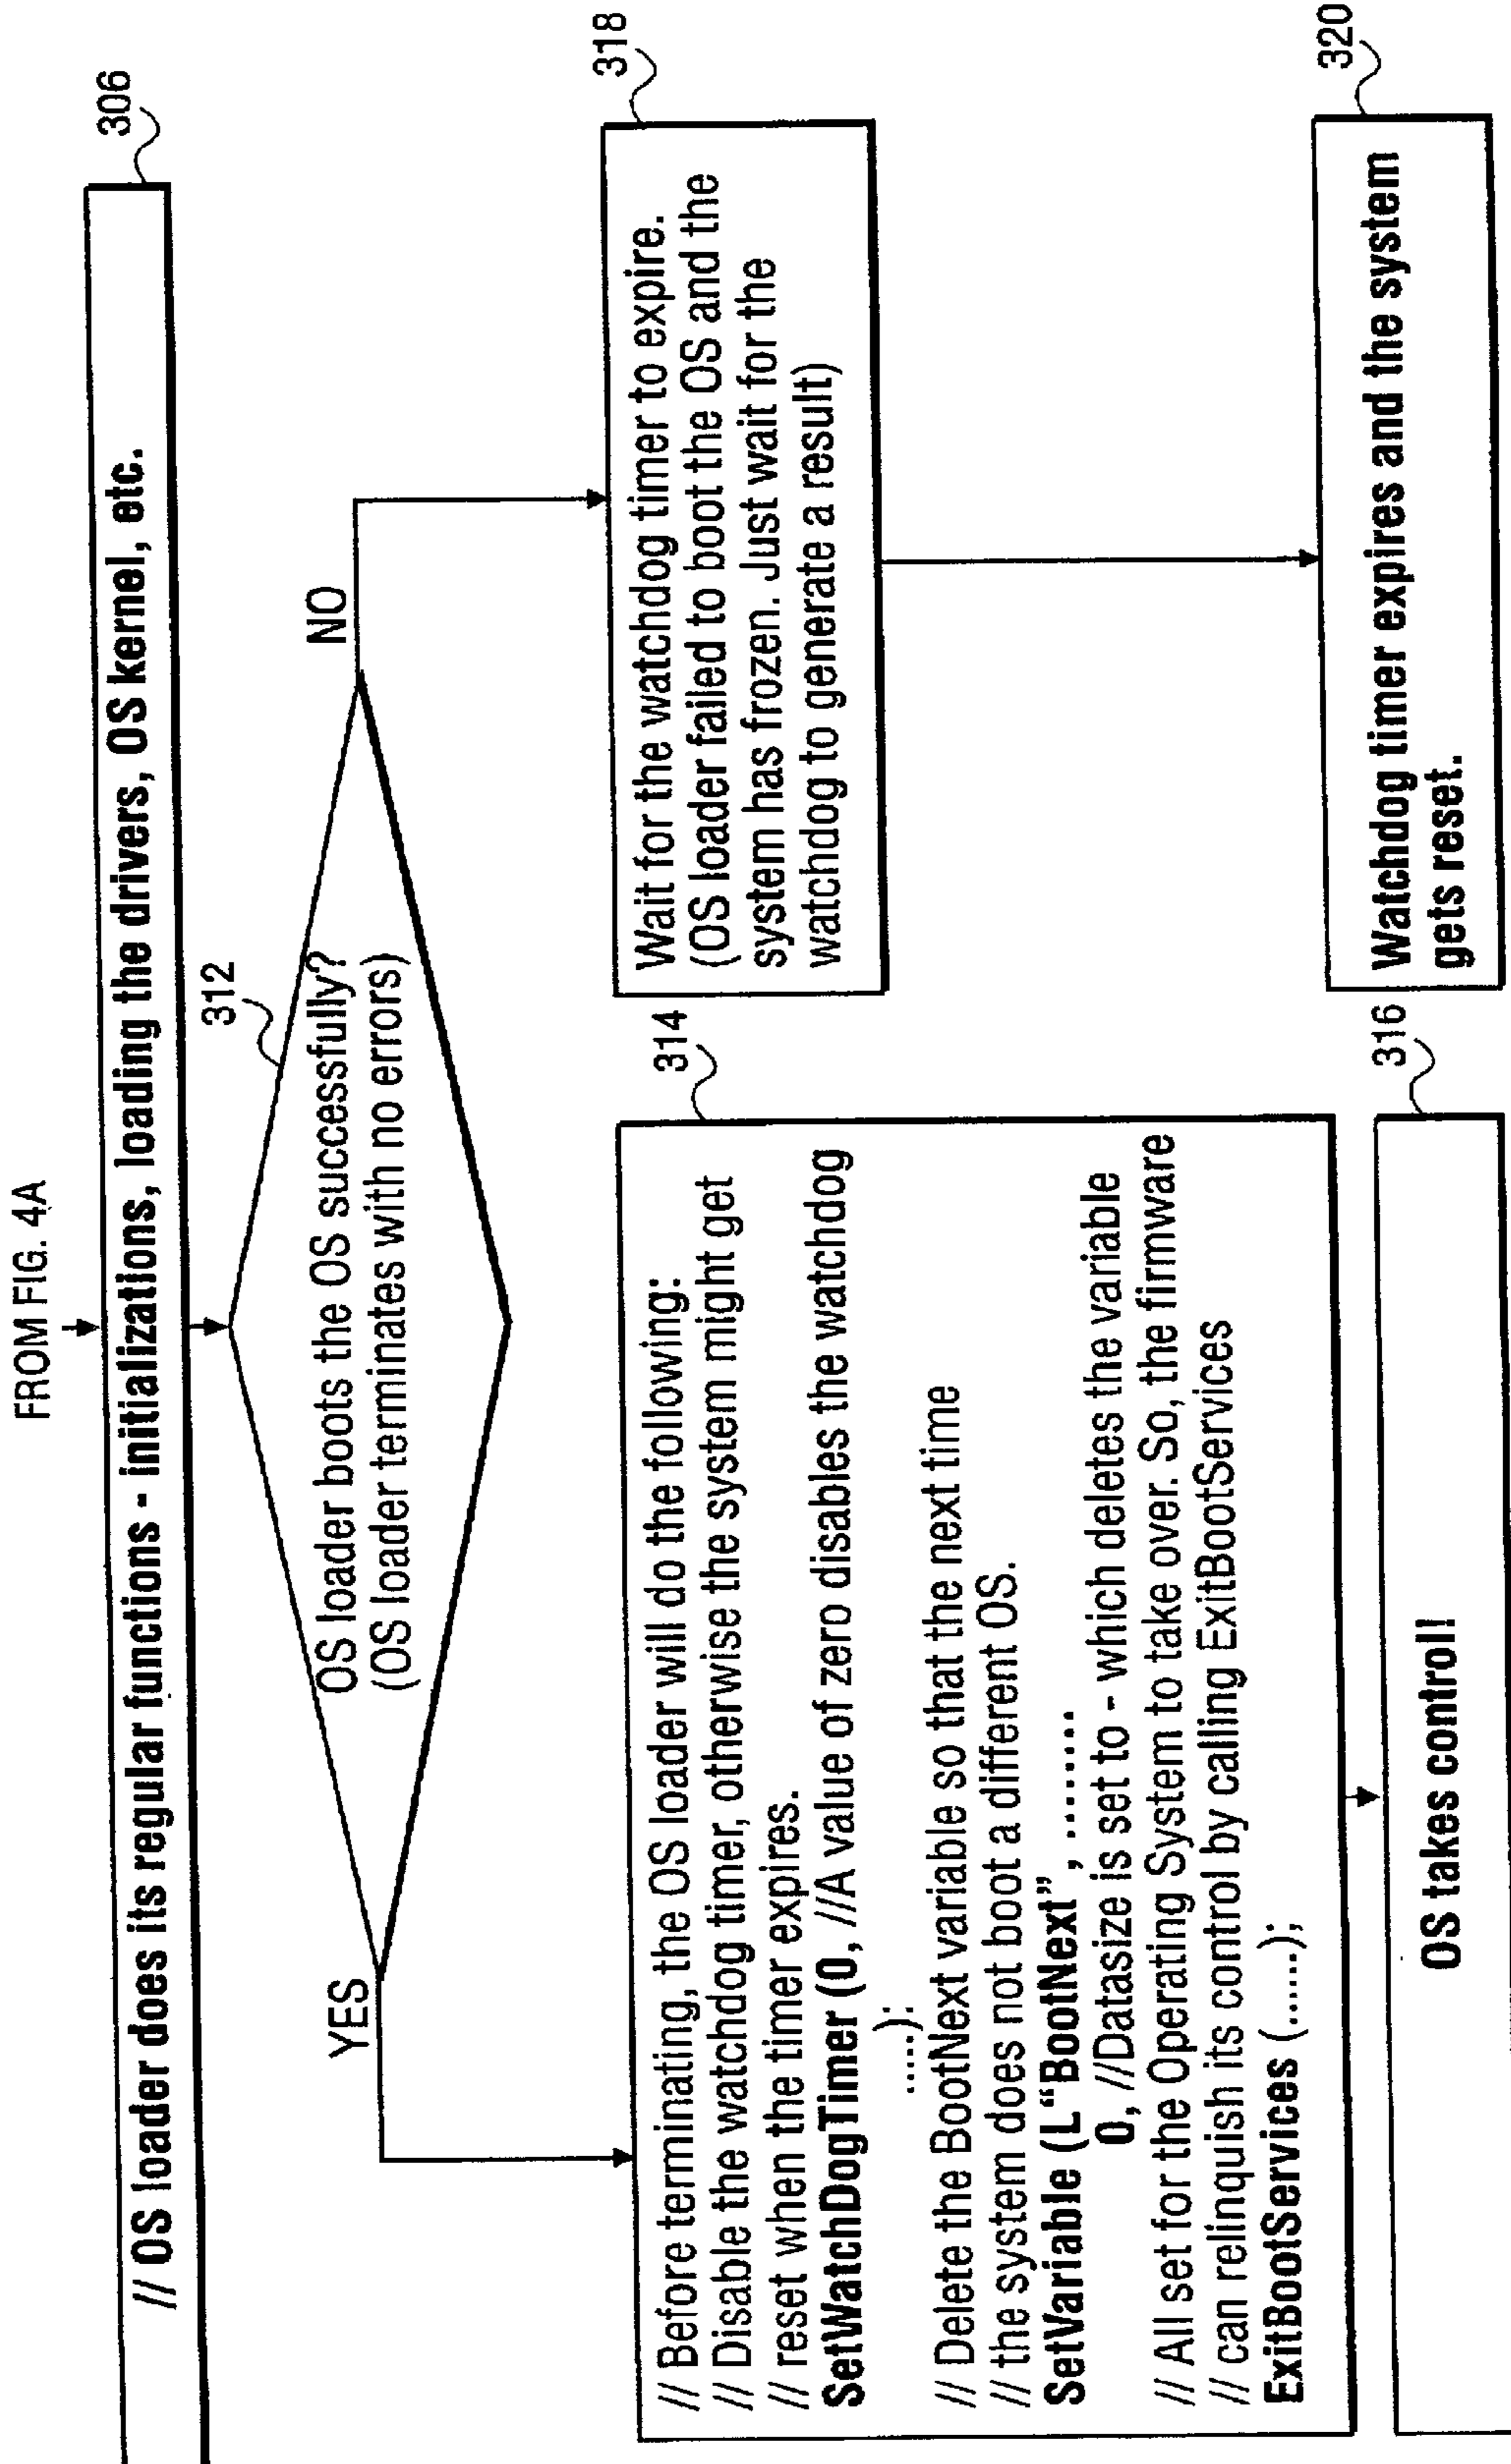 FROM FIG. 4A
306
// OS loader does its regular functions - initializations, loading the drivers, OS kernel, etc.
312
OS loader boots the OS successfully?
(OS loader terminates with no errors)
YES
NO
314
// Before terminating, the OS loader will do the following:
// Disable the watchdog timer, otherwise the system might get
// reset when the timer expires.
SetWatchDogTimer (0, //A value of zero disables the watchdog
.....);
// Delete the BootNext variable so that the next time
// the system does not boot a different OS.
SetVariable (L“BootNext”, ........
0, //Datasize is set to - which deletes the variable
// All set for the Operating System to take over. So, the firmware
// can relinquish its control by calling ExitBootServices
ExitBootServices (......);
318
Wait for the watchdog timer to expire.
(OS loader failed to boot the OS and the
system has frozen. Just wait for the
watchdog to generate a result)
316
OS takes control!
320
Watchdog timer expires and the system
gets reset.